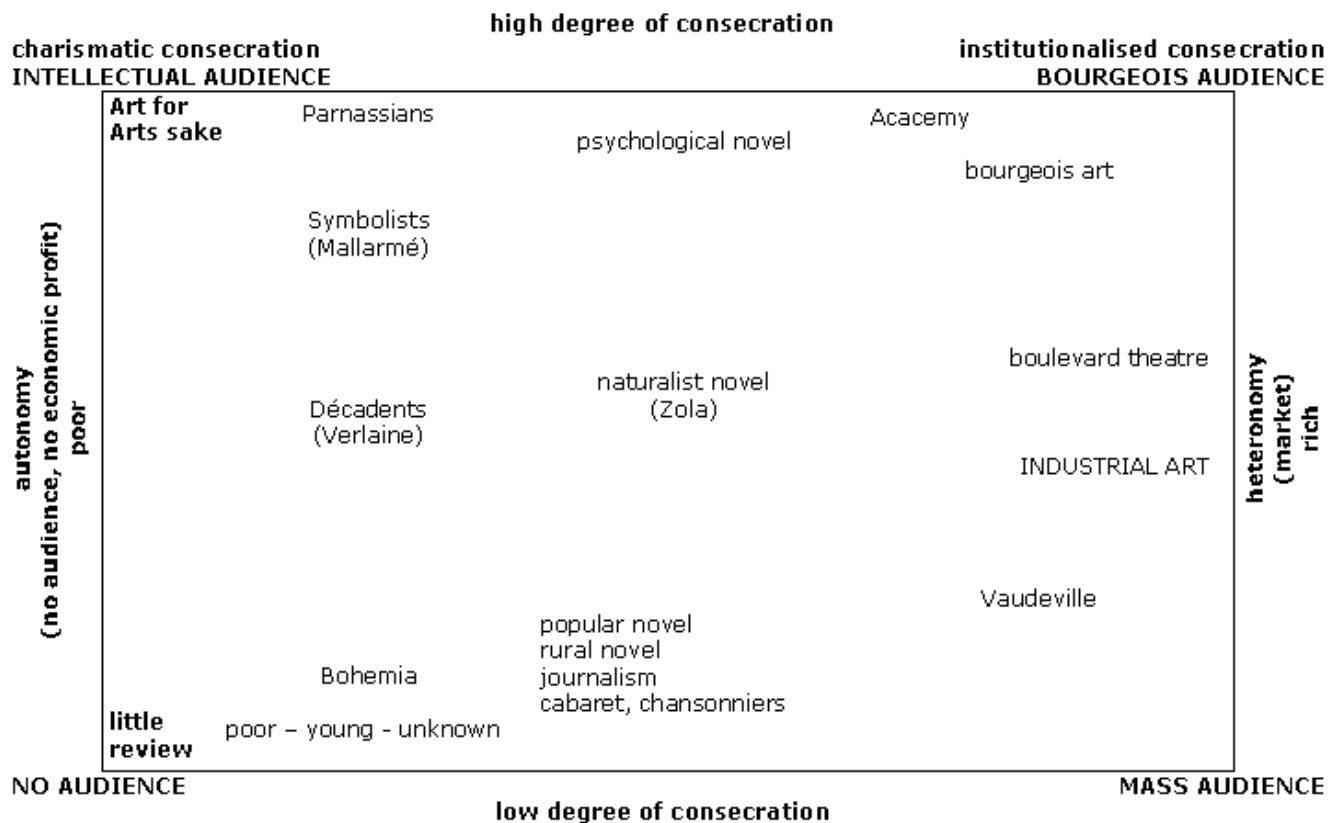 high degree of consecration
charismatic consecration
INTELLECTUAL AUDIENCE
institutionalised consecration
BOURGEOIS AUDIENCE
Art for
Arts sake
Parnassians
Acacemy
psychological novel
bourgeois art
Symbolists
(Mallarmé)
autonomy
(no audience, no economic profit)
poor
boulevard theatre
naturalist novel
(Zola)
Décadents
(Verlaine)
heteronomy
(market)
rich
INDUSTRIAL ART
Vaudeville
popular novel
rural novel
journalism
cabaret, chansonniers
Bohemia
little
review
poor – young - unknown
NO AUDIENCE
MASS AUDIENCE
low degree of consecration